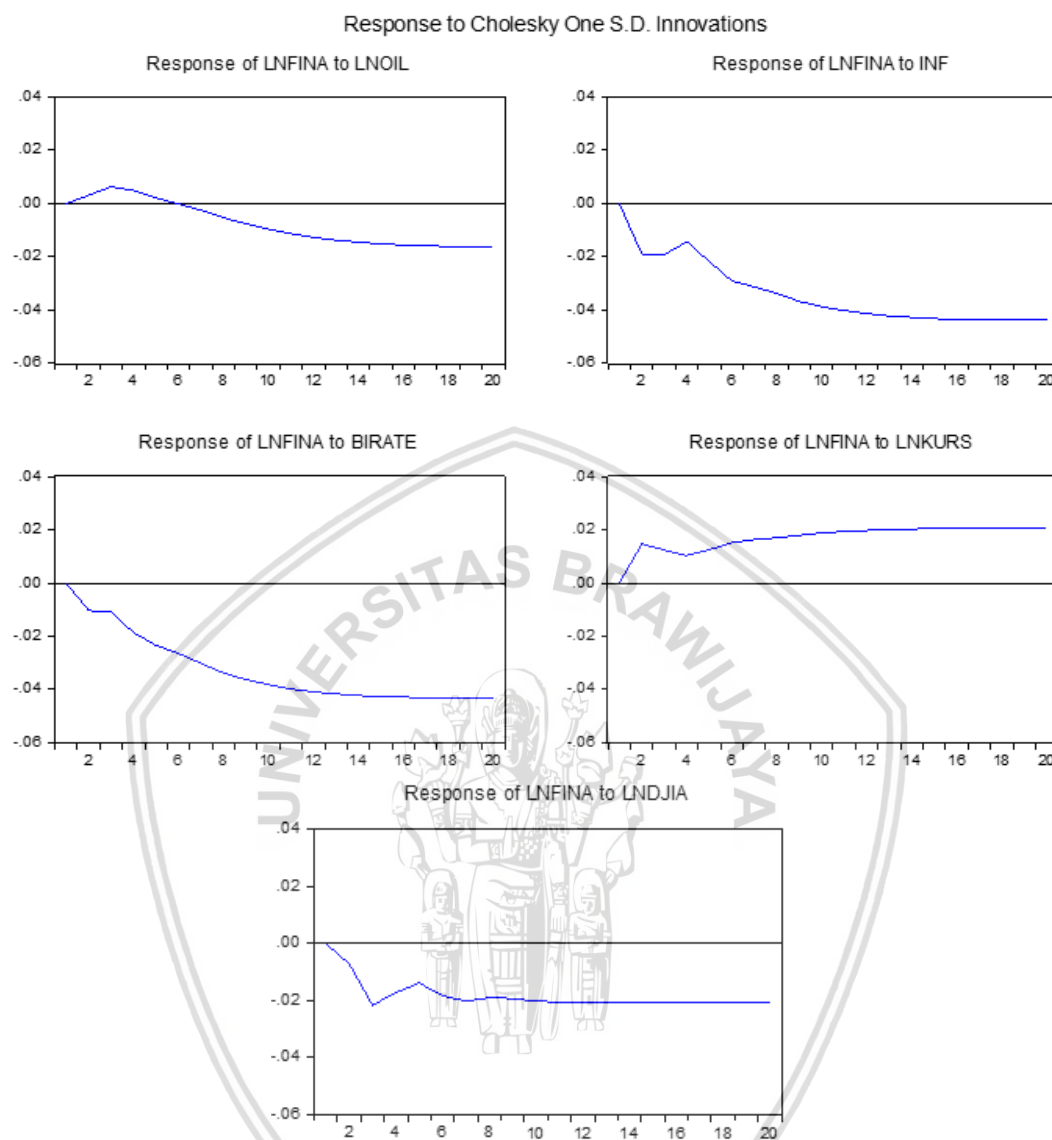 Response to Cholesky One S.D. Innovations
Response of LNFINA to LNOIL
.04
.02
.00
-.02
-.04
-.06
2 4 6 8 10 12 14 16 18 20
Response of LNFINA to INF
.04
.02
.00
-.02
-.04
-.06
2 4 6 8 10 12 14 16 18 20
Response of LNFINA to BIRATE
.04
.02
.00
-.02
-.04
-.06
2 4 6 8 10 12 14 16 18 20
Response of LNFINA to LNKURS
.04
.02
.00
-.02
-.04
-.06
2 4 6 8 10 12 14 16 18 20
Response of LNFINA to LNDJIA
.04
.02
.00
-.02
-.04
-.06
2 4 6 8 10 12 14 16 18 20
UNIVERSITAS BRAWIJAYA